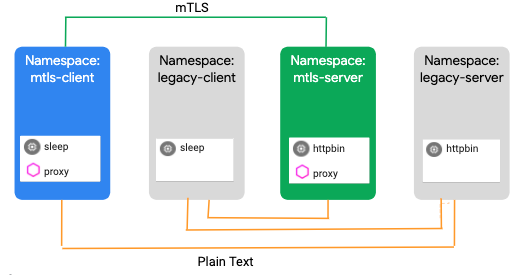 mTLS
Namespace:
mtls-client
sleep
proxy
Namespace:
legacy-client
sleep
Namespace:
mtls-server
httpbin
proxy
Namespace:
legacy-server
httpbin
Plain Text